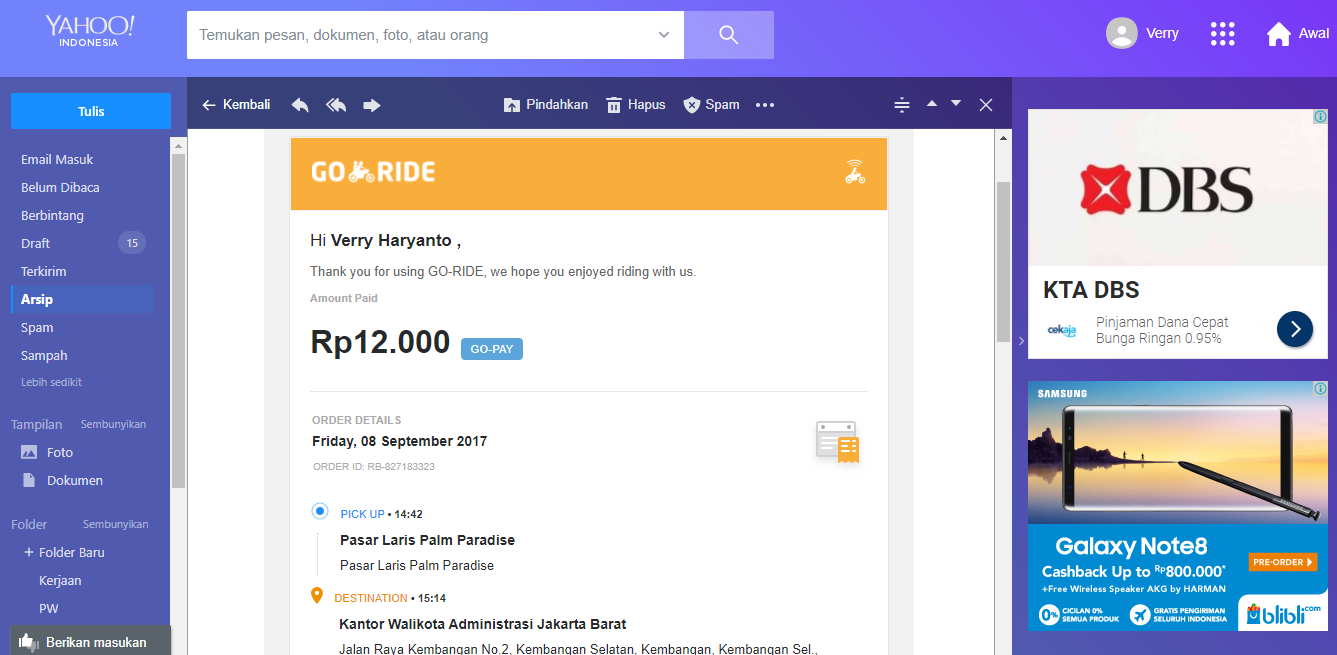 YAHOO!
INDONESIA
Temukan pesan, dokumen, foto, atau orang
Verry
Awal
Tulis
Email Masuk
Belum Dibaca
Berbintang
Draft 15
Terkirim
Arsip
Spam
Sampah
Lebih sedikit
Tampilan Sembunyikan
Foto
Dokumen
Folder Sembunyikan
+ Folder Baru
Kerjaan
PW
Berikan masukan
Kembali
Pindahkan
Hapus
Spam
GO RIDE
Hi Verry Haryanto ,
Thank you for using GO-RIDE, we hope you enjoyed riding with us.
Amount Paid
Rp12.000 GO-PAY
ORDER DETAILS
Friday, 08 September 2017
ORDER ID: RB-827183323
PICK UP • 14:42
Pasar Laris Palm Paradise
Pasar Laris Palm Paradise
DESTINATION • 15:14
Kantor Walikota Administrasi Jakarta Barat
Jalan Raya Kembangan No.2, Kembangan Selatan, Kembangan, Kembangan Sel.,
DBS
KTA DBS
cekaja
Pinjaman Dana Cepat
Bunga Ringan 0.95%
SAMSUNG
Galaxy Note8
Cashback Up to Rp800.000*
+Free Wireless Speaker AKG by HARMAN
PRE-ORDER
0% CICILAN 0%
SEMUA PRODUK
GRATIS PENGIRIMAN
SELURUH INDONESIA
blibli.com